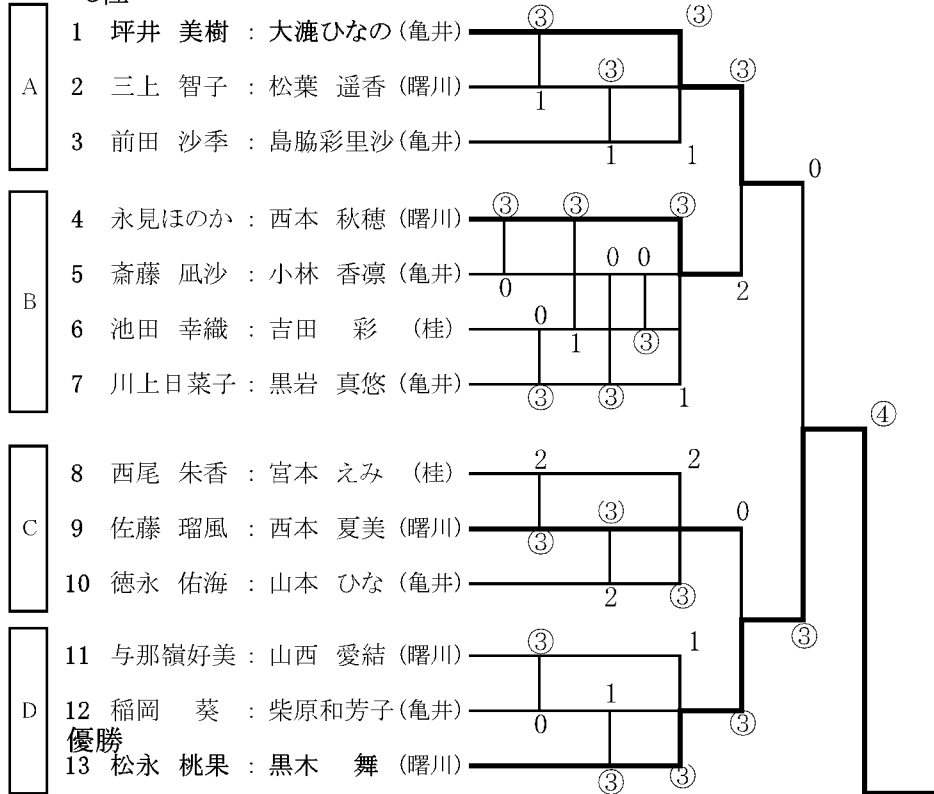 ③ ③
1 坪井 美樹 : 大漉ひなの (亀井)
③ ③
A 2 三上 智子 : 松葉 遥香 (曙川)
1
3 前田 沙季 : 島脇彩里沙 (亀井)
1 1 0
4 永見ほのか : 西本 秋穂 (曙川) ③ ③ ③
0 0
5 斎藤 凪沙 : 小林 香凛 (亀井)
0 2
B
0
6 池田 幸織 : 吉田 彩 (桂)
1 ③
7 川上日菜子 : 黒岩 真悠 (亀井)
③ ③ 1
④
2 2
8 西尾 朱香 : 宮本 えみ (桂)
③ 0
C 9 佐藤 瑠風 : 西本 夏美 (曙川)
③
10 徳永 佑海 : 山本 ひな (亀井)
2 ③
③ 1 ③
11 与那嶺好美 : 山西 愛結 (曙川)
1
D 12 稲岡 葵 : 柴原和芳子 (亀井)
0 ③
優勝
13 松永 桃果 : 黒木 舞 (曙川)
③ ③